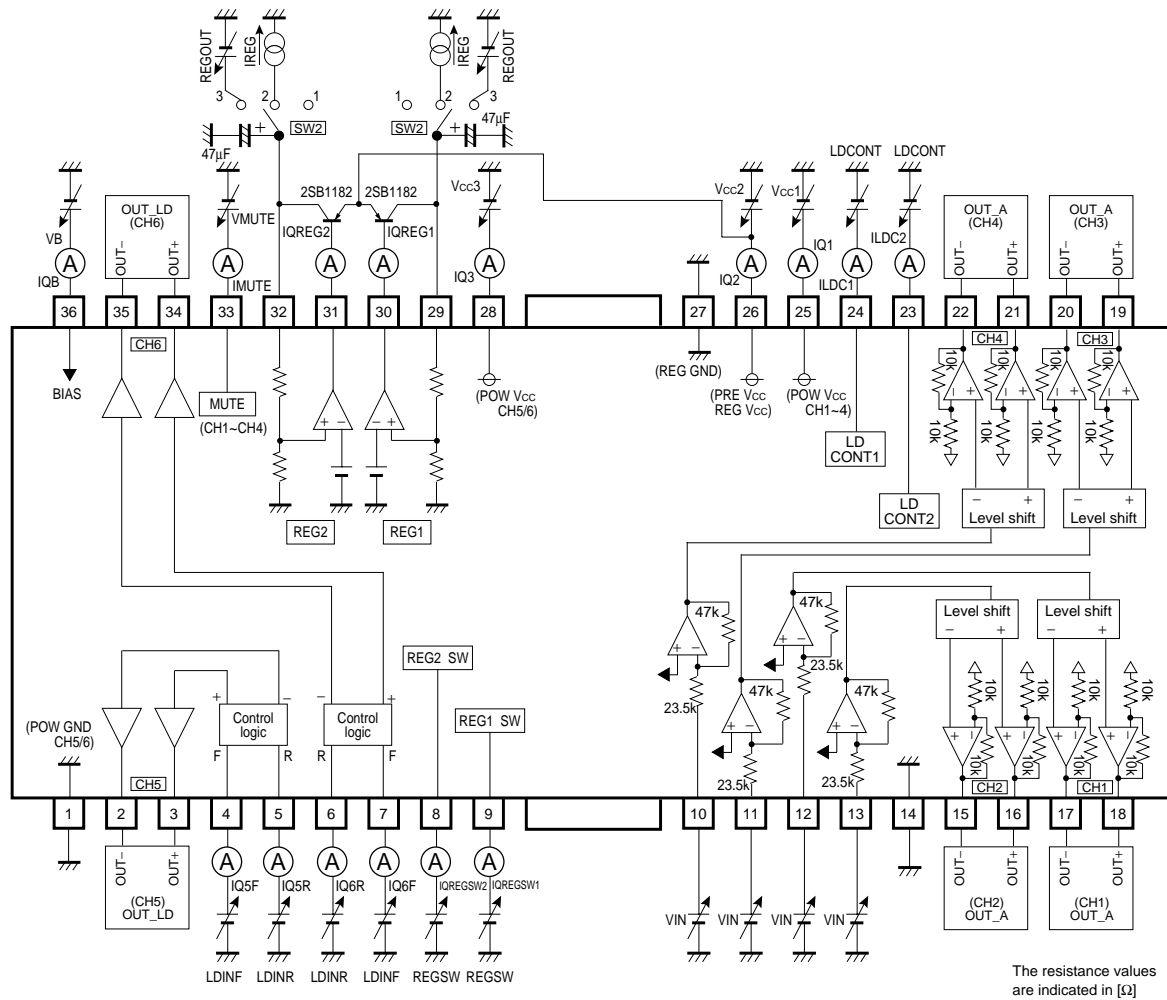 REGOUT
IREG
IREG
REGOUT
3
2
1
1
2
3
SW2
SW2
+
+
47µF
47µF
LDCONT
LDCONT
2SB1182
2SB1182
Vcc3
Vcc2
Vcc1
OUT_LD
(CH6)
OUT−
OUT+
VMUTE
VB
IQREG2
IQREG1
OUT_A
(CH4)
OUT−
OUT+
OUT_A
(CH3)
OUT−
OUT+
A
A
A
A
A
A
A
A
A
IQB
IMUTE
IQ3
IQ2
IQ1
ILDC1
ILDC2
36
35
34
33
32
31
30
29
28
27
26
25
24
23
22
21
20
19
CH6
CH4
CH3
BIAS
MUTE
(CH1~CH4)
(POW Vcc
CH5/6)
(REG GND)
(PRE Vcc
REG Vcc)
(POW Vcc
CH1~4)
10k
10k
10k
10k
10k
10k
10k
10k
− +
− +
− +
− +
+ −
− +
LD
CONT1
LD
CONT2
− +
Level shift
− +
Level shift
REG2
REG1
47k
47k
Level shift
− +
Level shift
− +
+ −
+ −
REG2 SW
23.5k
23.5k
47k
47k
+ −
+ −
10k
10k
10k
10k
REG1 SW
(POW GND
CH5/6)
+ −
Control
logic
F R
− +
Control
logic
R F
23.5k
23.5k
+ −
+ −
+ −
+ −
10k
10k
10k
10k
CH5
CH2
CH1
1
2
3
4
5
6
7
8
9
10
11
12
13
14
15
16
17
18
OUT−
OUT+
(CH5)
OUT_LD
A
A
A
A
A
A
IQ5F
IQ5R
IQ6R
IQ6F
IQREGSW2
IQREGSW1
VIN
VIN
VIN
VIN
OUT−
OUT+
(CH2)
OUT_A
OUT−
OUT+
(CH1)
OUT_A
LDINF
LDINR
LDINR
LDINF
REGSW
REGSW
The resistance values
are indicated in [Ω]